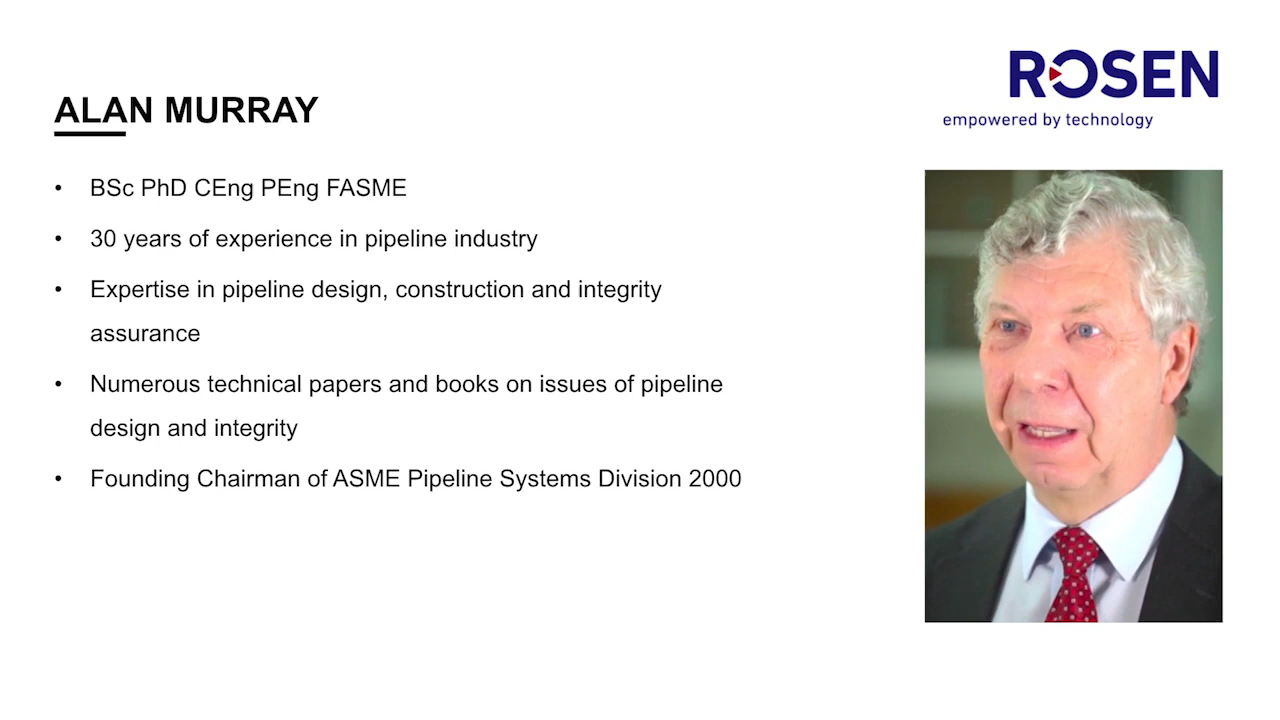 ROSEN
empowered by technology
ALAN MURRAY
• BSc PhD CEng PEng FASME
• 30 years of experience in pipeline industry
• Expertise in pipeline design, construction and integrity
assurance
• Numerous technical papers and books on issues of pipeline
design and integrity
• Founding Chairman of ASME Pipeline Systems Division 2000